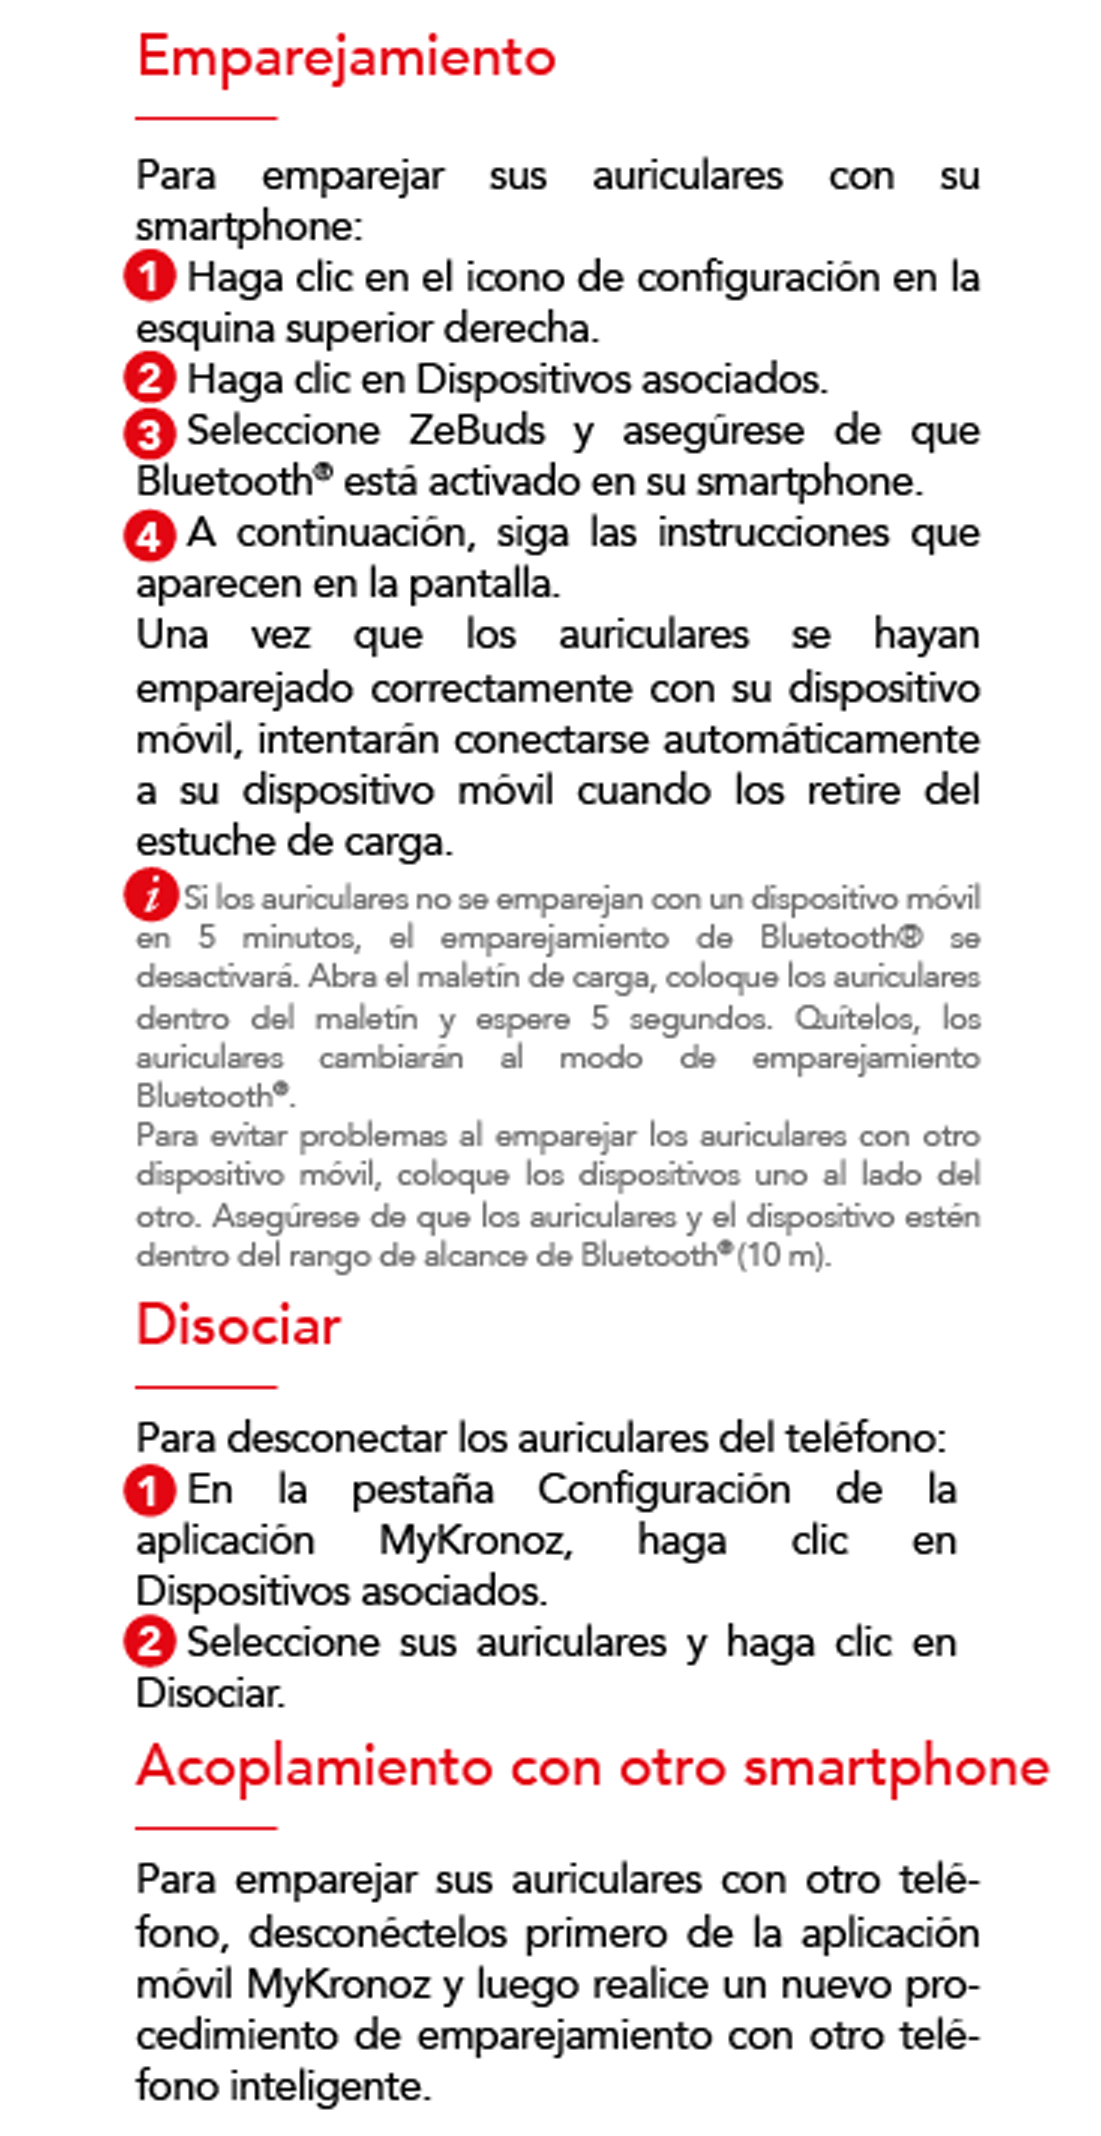 Emparejamiento
Para emparejar sus auriculares con su
smartphone:
1 Haga clic en el icono de configuración en la
esquina superior derecha.
2 Haga clic en Dispositivos asociados.
3 Seleccione ZeBuds y asegúrese de que
Bluetooth® está activado en su smartphone.
4 A continuación, siga las instrucciones que
aparecen en la pantalla.
Una vez que los auriculares se hayan
emparejado correctamente con su dispositivo
móvil, intentarán conectarse automáticamente
a su dispositivo móvil cuando los retire del
estuche de carga.
i Si los auriculares no se emparejan con un dispositivo móvil
en 5 minutos, el emparejamiento de Bluetooth® se
desactivará. Abra el maletín de carga, coloque los auriculares
dentro del maletín y espere 5 segundos. Quítelos, los
auriculares cambiarán al modo de emparejamiento
Bluetooth®.
Para evitar problemas al emparejar los auriculares con otro
dispositivo móvil, coloque los dispositivos uno al lado del
otro. Asegúrese de que los auriculares y el dispositivo estén
dentro del rango de alcance de Bluetooth® (10 m).
Disociar
Para desconectar los auriculares del teléfono:
1 En la pestaña Configuración de la
aplicación MyKronoz, haga clic en
Dispositivos asociados.
2 Seleccione sus auriculares y haga clic en
Disociar.
Acoplamiento con otro smartphone
Para emparejar sus auriculares con otro telé-
fono, desconéctelos primero de la aplicación
móvil MyKronoz y luego realice un nuevo pro-
cedimiento de emparejamiento con otro telé-
fono inteligente.